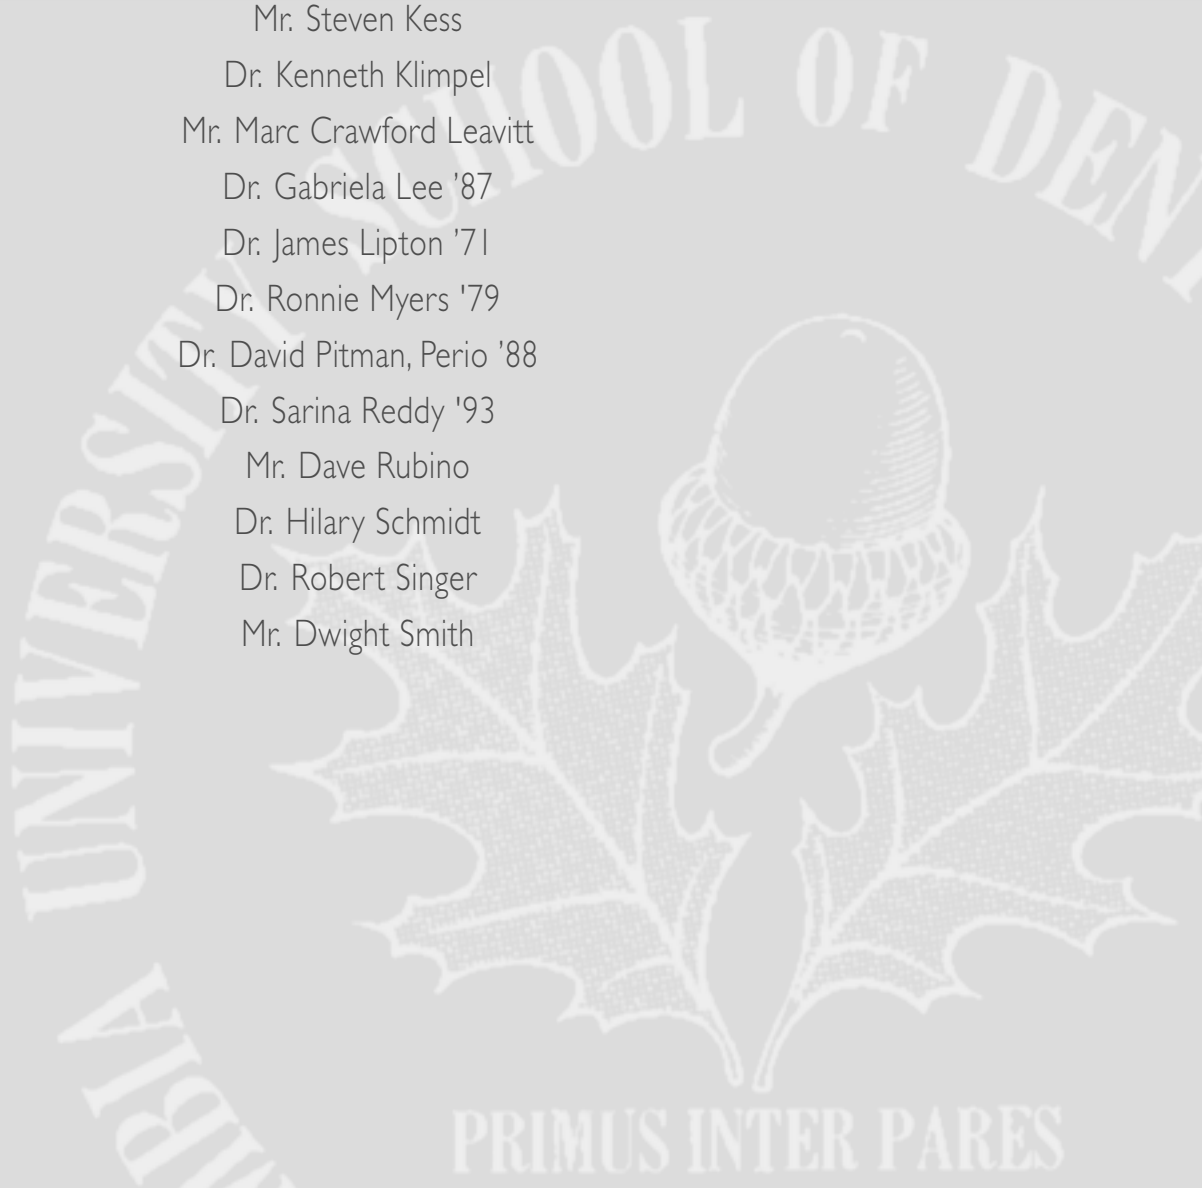 Mr. Steven Kess
Dr. Kenneth Klimpel
Mr. Marc Crawford Leavitt
Dr. Gabriela Lee ’87
Dr. James Lipton ’71
Dr. Ronnie Myers '79
Dr. David Pitman, Perio ’88
Dr. Sarina Reddy '93
Mr. Dave Rubino
Dr. Hilary Schmidt
Dr. Robert Singer
Mr. Dwight Smith
UNIVERSITY SCHOOL OF
PRIMUS INTER PARES